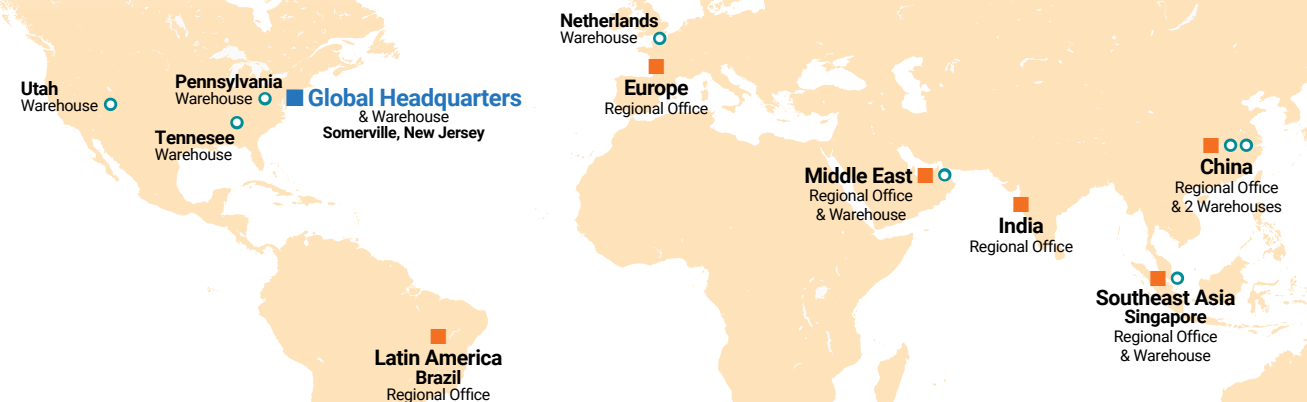 Utah
Warehouse
Pennsylvania
Warehouse
Global Headquarters
& Warehouse
Somerville, New Jersey
Tennesee
Warehouse
Latin America
Brazil
Regional Office
Netherlands
Warehouse
Europe
Regional Office
Middle East
Regional Office
& Warehouse
India
Regional Office
China
Regional Office
& 2 Warehouses
Southeast Asia
Singapore
Regional Office
& Warehouse